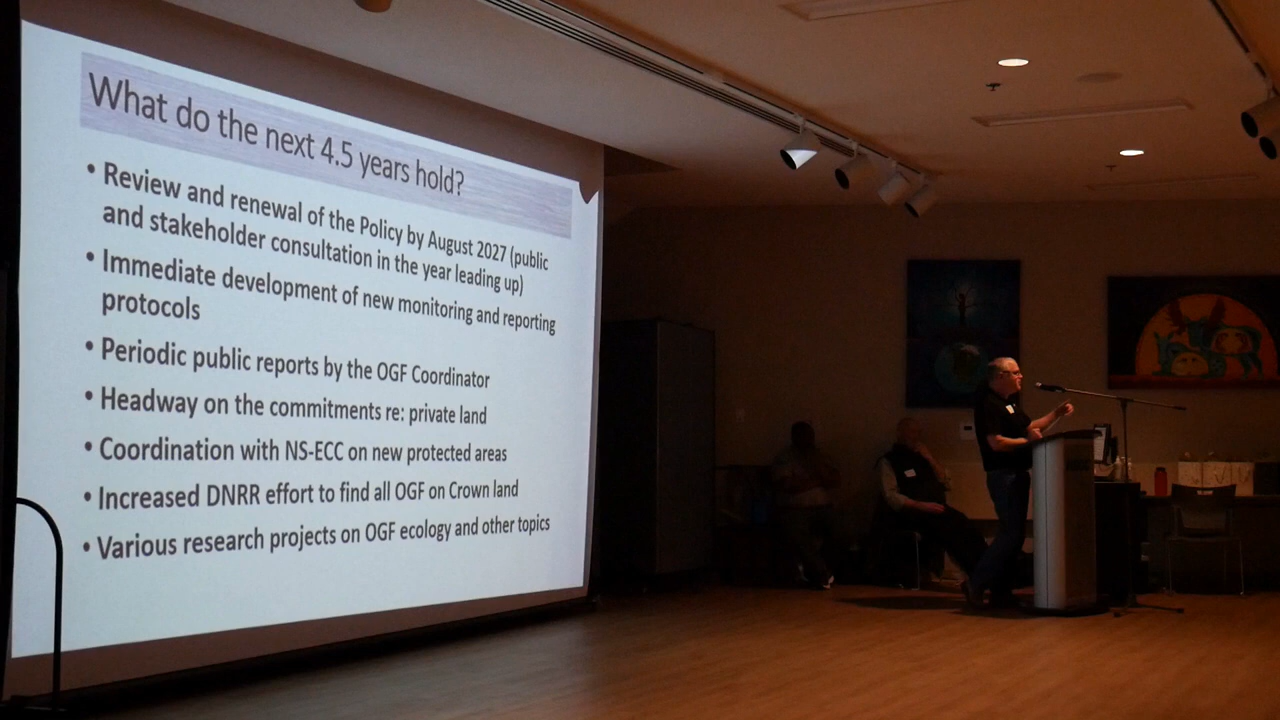 What do the next 4.5 years hold?
• Review and renewal of the Policy by August 2027 (public
and stakeholder consultation in the year leading up)
• Immediate development of new monitoring and reporting
protocols
• Periodic public reports by the OGF Coordinator
• Headway on the commitments re: private land
• Coordination with NS-ECC on new protected areas
• Increased DNRR effort to find all OGF on Crown land
• Various research projects on OGF ecology and other topics